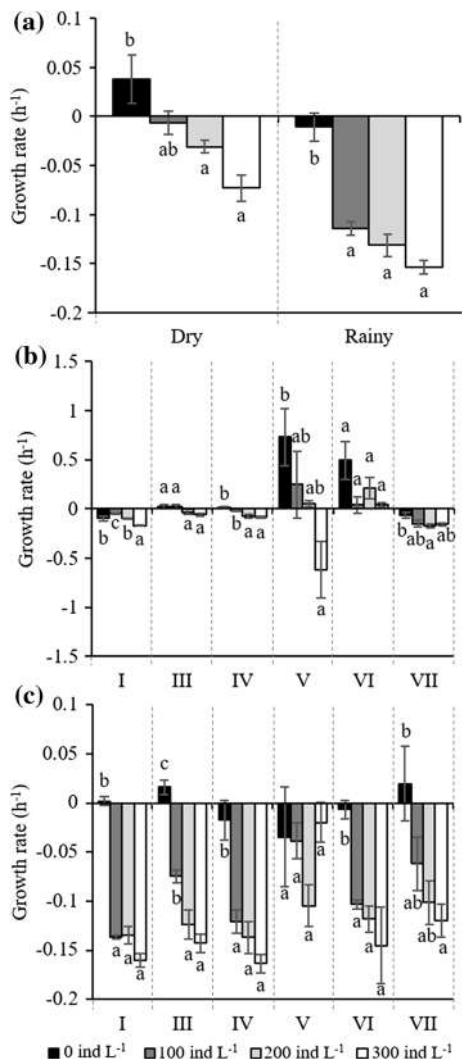 (a)
Growth rate (h-1)
0.1
0.05
0
-0.05
-0.1
-0.15
-0.2
b
ab
a
a
b
a
a
a
Dry Rainy
(b)
Growth rate (h-1)
1.5
1
0.5
0
-0.5
-1
-1.5
b c b a
a a a a
b b a a
b ab ab a
a a a a
b ab a ab
I III IV V VI VII
(c)
Growth rate (h-1)
0.1
0.05
0
-0.05
-0.1
-0.15
-0.2
b a a a
c b a a
b a a a
a a a a
b a a a
b ab ab a
I III IV V VI VII
0 ind L-1 100 ind L-1 200 ind L-1 300 ind L-1